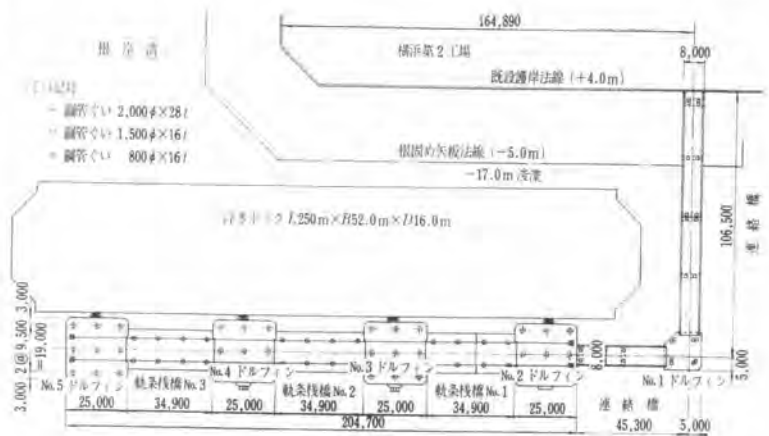 164,890
根岸湾
横浜第2工場
8,000
既設護岸法線(+4.0m)
鋼管ぐい 2,000φ×28t
鋼管ぐい 1,500φ×16t
鋼管ぐい 800φ×16t
根固め矢板法線(-5.0m)
-17.0m 浚渫
浮きドック L250m×B52.0m×D16.0m
106,500
連絡橋
3,000
2@9,500
=19,000
3,000
8,000
5,000
No.5 ドルフィン
軌条桟橋No.3
No.4 ドルフィン
軌条桟橋No.2
No.3 ドルフィン
軌条桟橋No.1
No.2 ドルフィン
No.1 ドルフィン
25,000
34,900
25,000
34,900
25,000
34,900
25,000
連絡橋
204,700
45,300
5,000